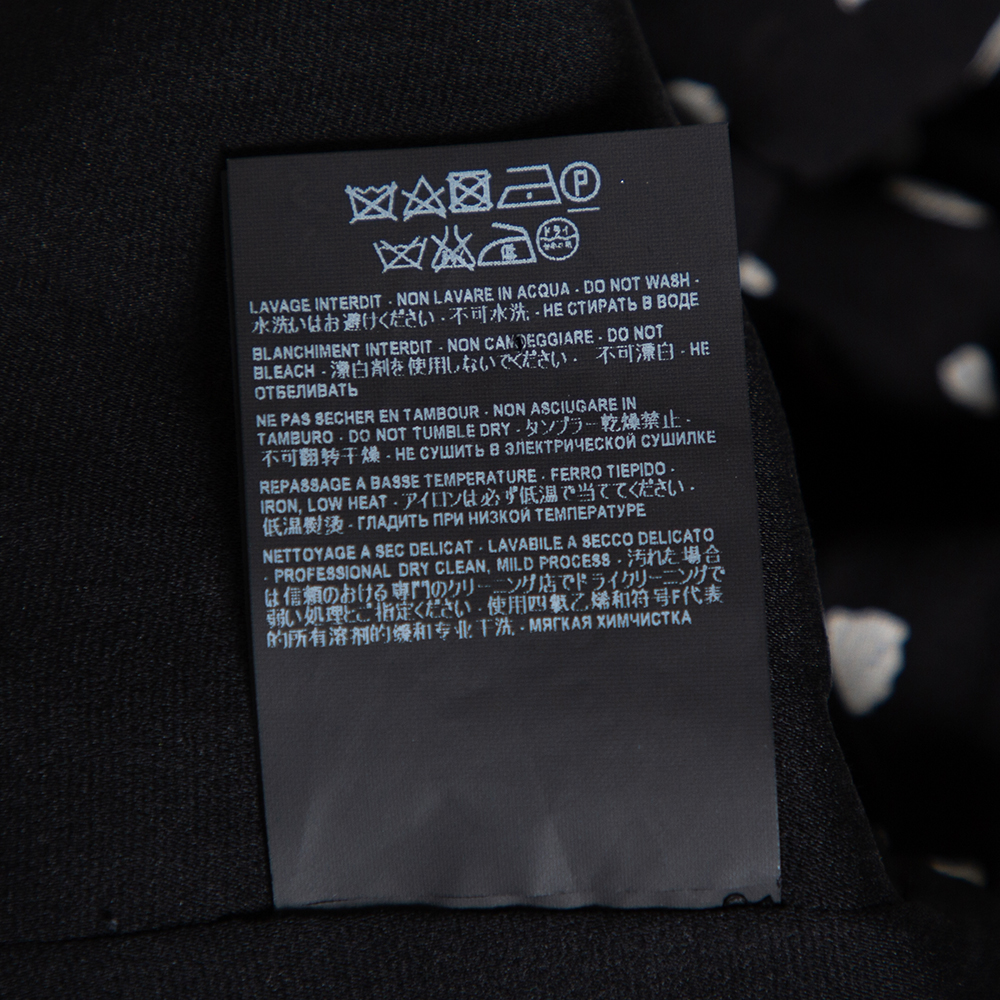 P
ドライ
セキユ系
低
LAVAGE INTERDIT · NON LAVARE IN ACQUA · DO NOT WASH ·
水洗いはお避けください · 不可水洗 · НЕ СТИРАТЬ В ВОДЕ
BLANCHIMENT INTERDIT · NON CANDEGGIARE · DO NOT
BLEACH · 漂白剤を使用しないでください · 不可漂白 · НЕ
ОТБЕЛИВАТЬ
NE PAS SECHER EN TAMBOUR · NON ASCIUGARE IN
TAMBURO · DO NOT TUMBLE DRY · タンブラー乾燥禁止 ·
不可翻转干燥 · НЕ СУШИТЬ В ЭЛЕКТРИЧЕСКОЙ СУШИЛКЕ
REPASSAGE A BASSE TEMPERATURE · FERRO TIEPIDO ·
IRON, LOW HEAT · アイロンは必ず低温で当ててください ·
低温熨烫 · ГЛАДИТЬ ПРИ НИЗКОЙ ТЕМПЕРАТУРЕ
NETTOYAGE A SEC DELICAT · LAVABILE A SECCO DELICATO
· PROFESSIONAL DRY CLEAN, MILD PROCESS · 汚れた場合
は信頼のおける専門のクリーニング店でドライクリーニングで
弱い処理とご指定ください · 使用四氯乙烯和符号F代表
的所有溶剂的缓和专业干洗 · МЯГКАЯ ХИМЧИСТКА